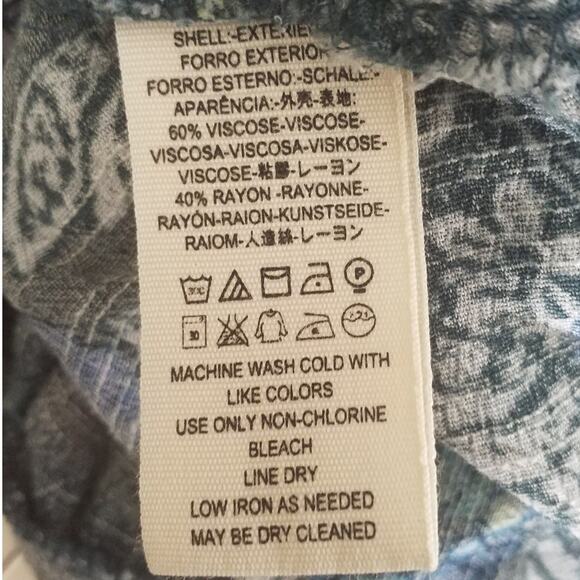 SHELL:-EXTERIE
FORRO EXTERIOR
FORRO ESTERNO:-SCHALE:-
APARÊNCIA:-外壳-表地:
60% VISCOSE-VISCOSE-
VISCOSA-VISCOSA-VISKOSE-
VISCOSE-粘膠-レーヨン
40% RAYON -RAYONNE-
RAYÓN-RAION-KUNSTSEIDE-
RAIOM-人造絲-レーヨン
30C P
30
MACHINE WASH COLD WITH
LIKE COLORS
USE ONLY NON-CHLORINE
BLEACH
LINE DRY
LOW IRON AS NEEDED
MAY BE DRY CLEANED